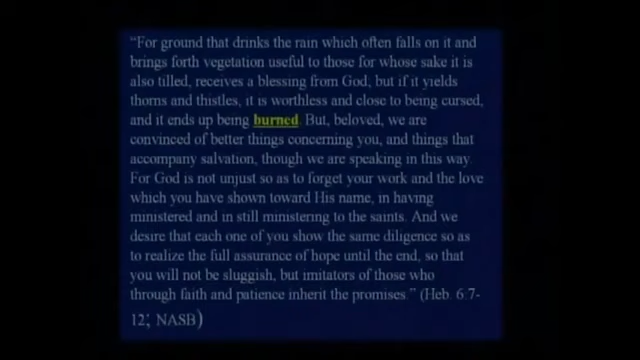 “For ground that drinks the rain which often falls on it and
brings forth vegetation useful to those for whose sake it is
also tilled, receives a blessing from God; but if it yields
thorns and thistles, it is worthless and close to being cursed,
and it ends up being burned. But, beloved, we are
convinced of better things concerning you, and things that
accompany salvation, though we are speaking in this way.
For God is not unjust so as to forget your work and the love
which you have shown toward His name, in having
ministered and in still ministering to the saints. And we
desire that each one of you show the same diligence so as
to realize the full assurance of hope until the end, so that
you will not be sluggish, but imitators of those who
through faith and patience inherit the promises.” (Heb. 6:7-
12; NASB)